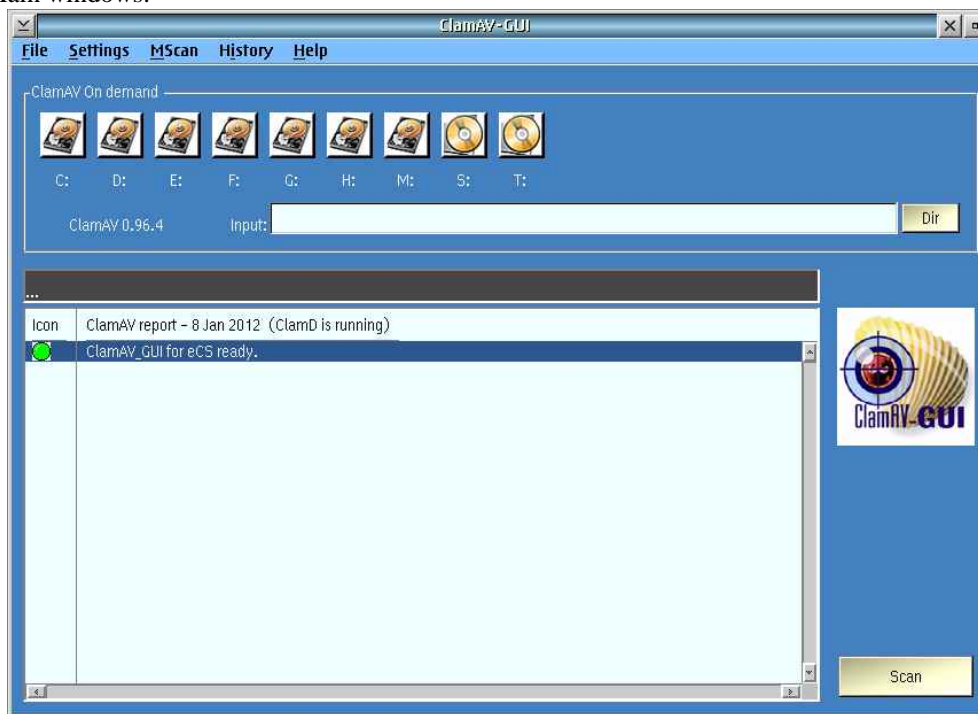 ClamAV-GUI
File Settings MScan History Help
ClamAV On demand
C: D: E: F: G: H: M: S: T:
ClamAV 0.96.4 Input: Dir
...
Icon ClamAV report - 8 Jan 2012 (ClamD is running)
ClamAV_GUI for eCS ready.
ClamAV-GUI
Scan